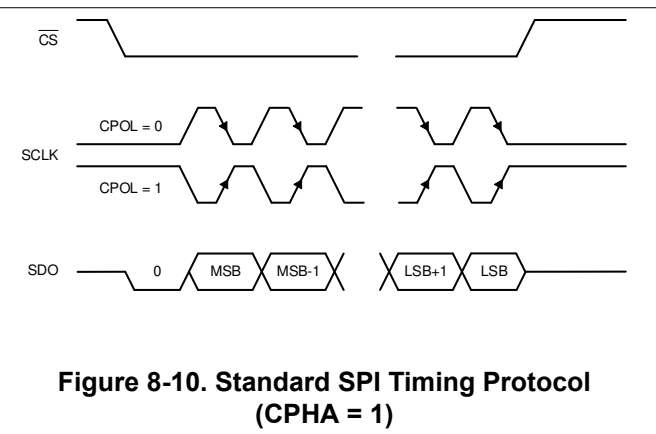 C̅S̅
CPOL = 0
SCLK
CPOL = 1
SDO 0 MSB MSB-1 LSB+1 LSB
Figure 8-10. Standard SPI Timing Protocol
(CPHA = 1)